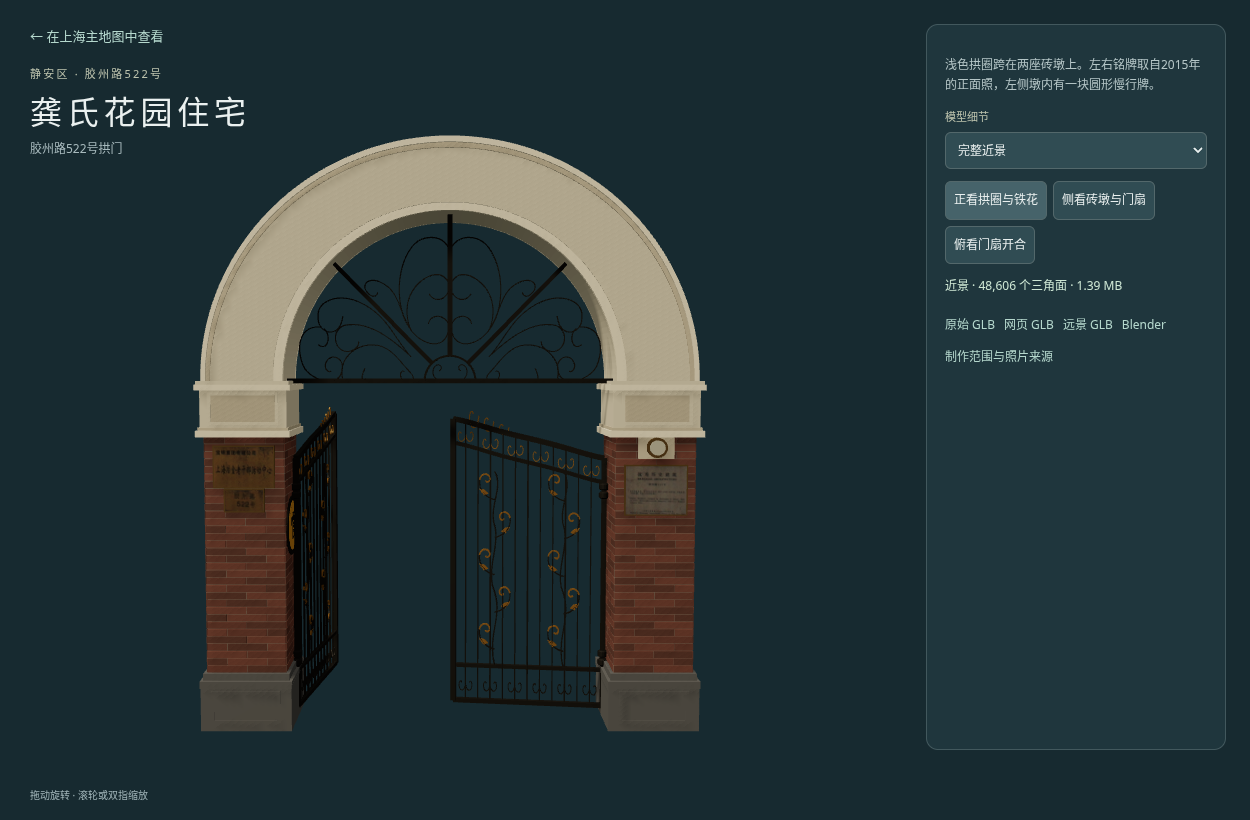 ← 在上海主地图中查看
静安区 · 胶州路522号
龚氏花园住宅
胶州路522号拱门
浅色拱圈跨在两座砖墩上。左右铭牌取自2015年
的正面照，左侧墩内有一块圆形慢行牌。
模型细节
完整近景
正看拱圈与铁花
侧看砖墩与门扇
俯看门扇开合
近景 · 48,606 个三角面 · 1.39 MB
原始 GLB 网页 GLB 远景 GLB Blender
制作范围与照片来源
拖动旋转 · 滚轮或双指缩放